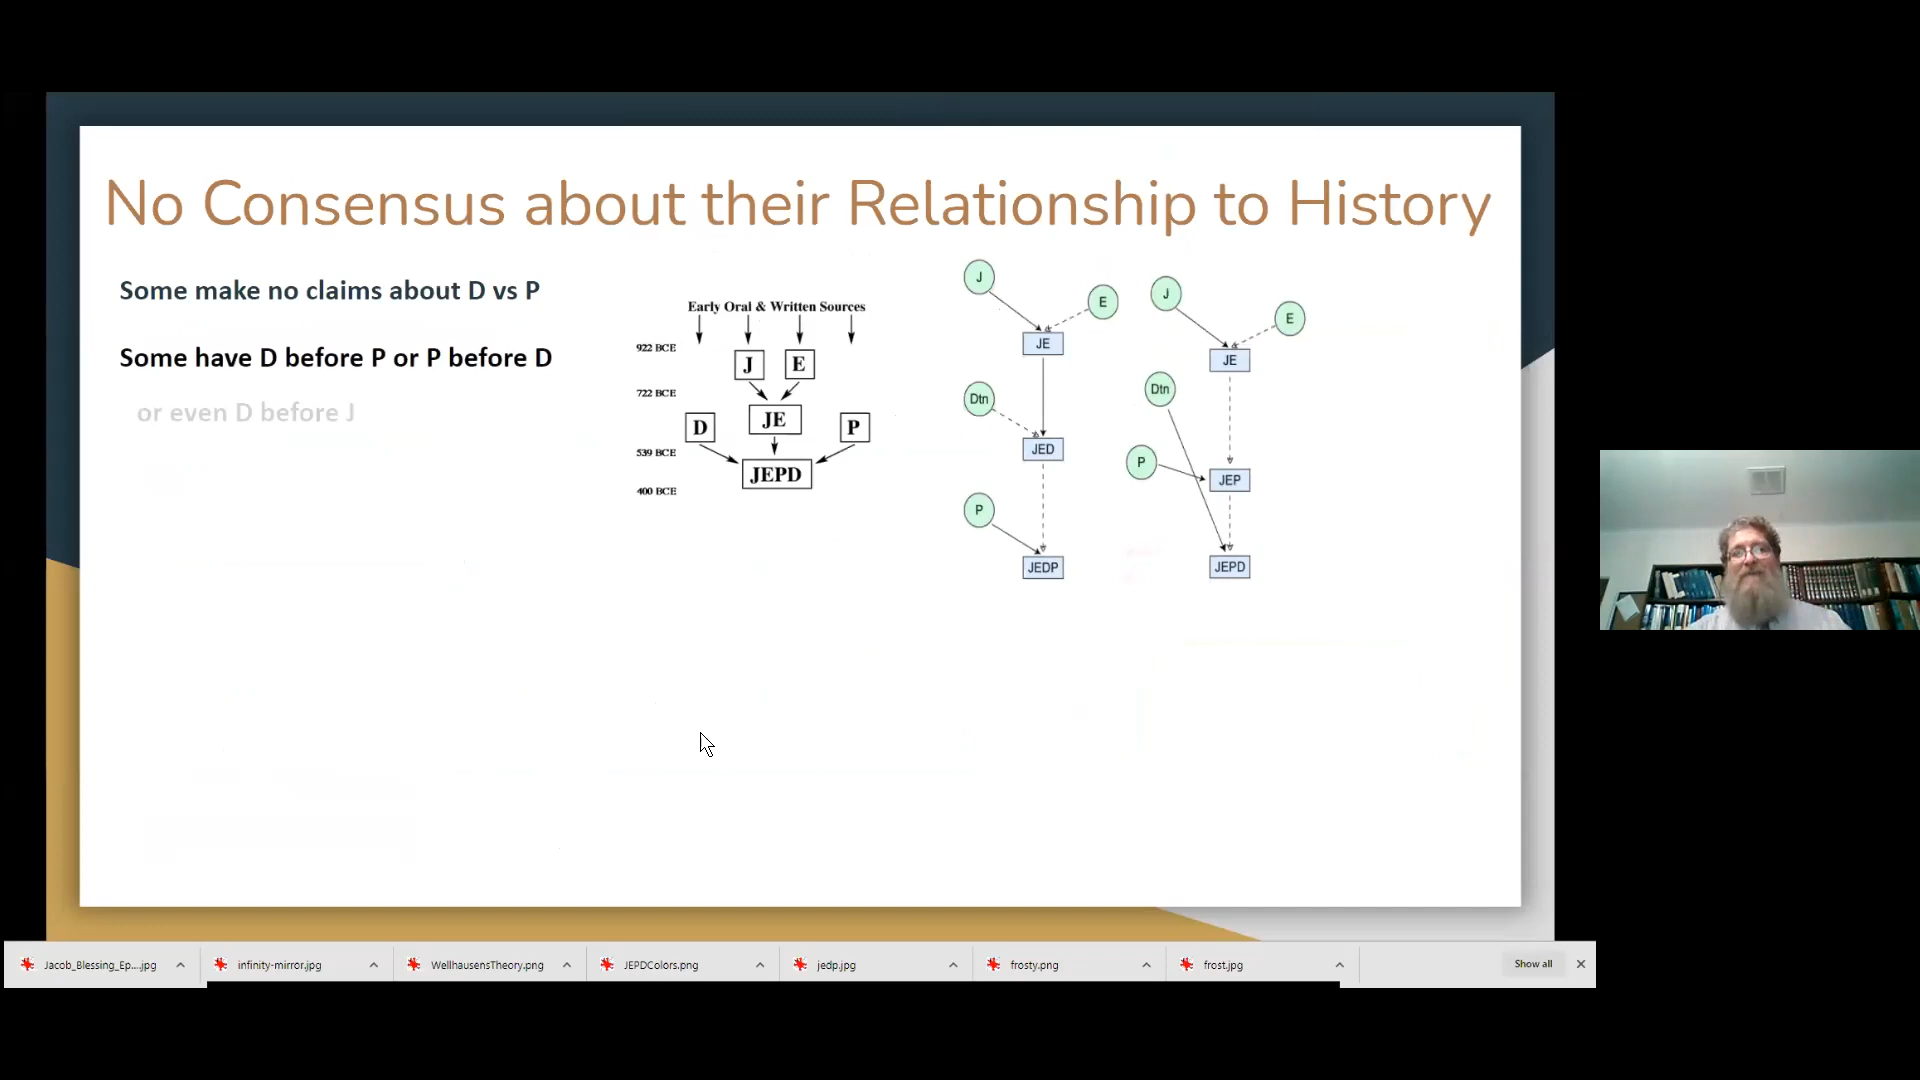 No Consensus about their Relationship to History
Some make no claims about D vs P
Some have D before P or P before D
or even D before J
Early Oral & Written Sources
922 BCE
J
E
722 BCE
D
JE
P
539 BCE
JEPD
400 BCE
J
E
JE
Dtn
JED
P
JEDP
J
E
JE
Dtn
P
JEP
JEPD
Jacob_Blessing_Ep....jpg
infinity-mirror.jpg
WellhausensTheory.png
JEPDColors.png
jedp.jpg
frosty.png
frost.jpg
Show all